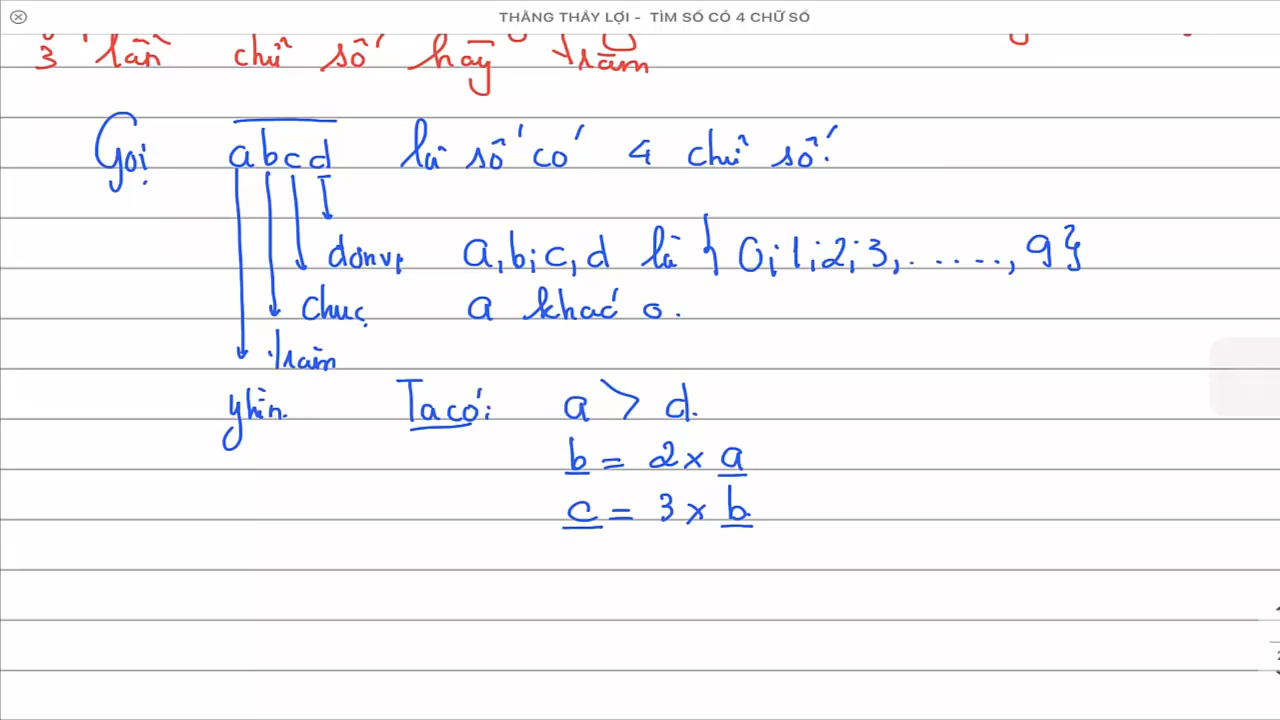 THẦNG THẦY LỢI - TÌM SỐ CÓ 4 CHỮ SỐ
3 lần chữ số hàng trăm
Gọi abcd là số có 4 chữ số.
đơn vị a, b; c, d là { 0; 1; 2; 3, ......, 9}
chục a khác 0.
trăm
nghìn. Ta có: a > d.
b = 2 × a
c = 3 × b